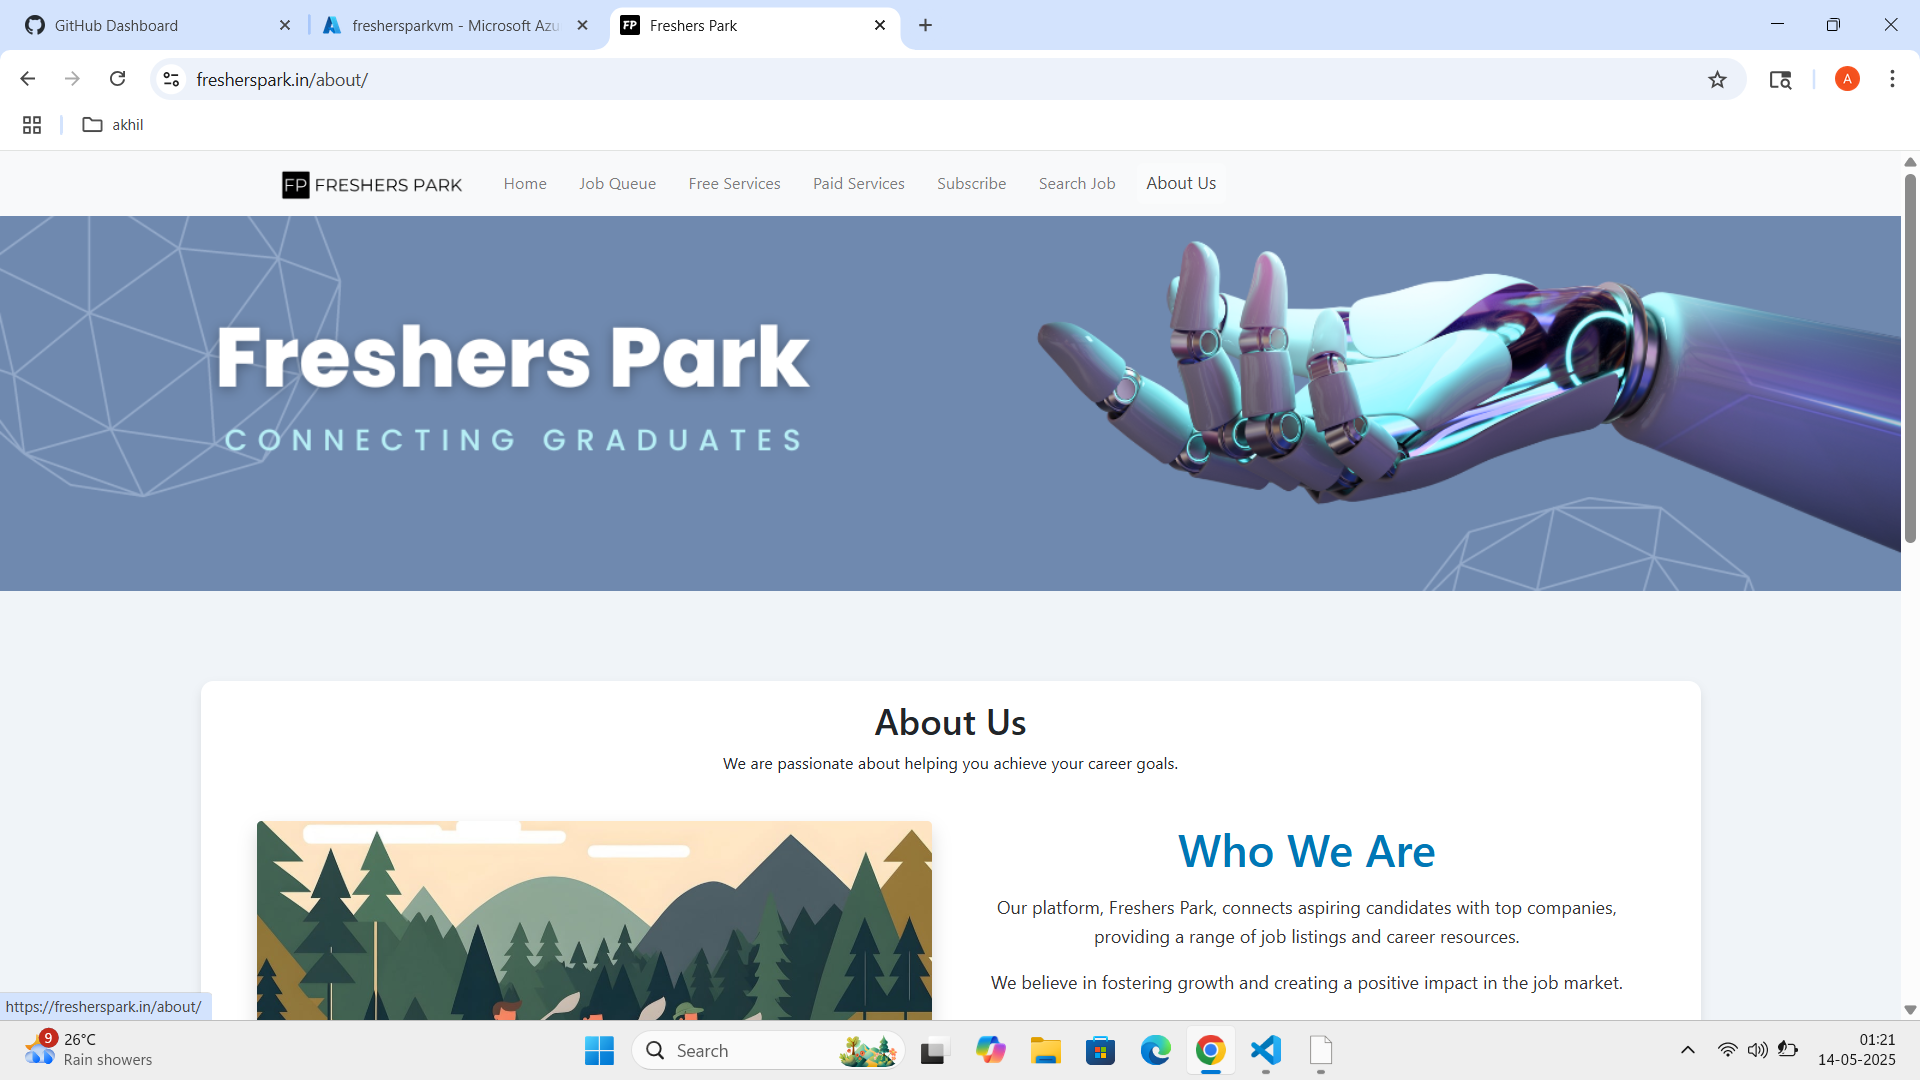 GitHub Dashboard
freshersparkvm - Microsoft Azu
FP
Freshers Park
fresherspark.in/about/
A
akhil
FP FRESHERS PARK
Home
Job Queue
Free Services
Paid Services
Subscribe
Search Job
About Us
Freshers Park
CONNECTING GRADUATES
About Us
We are passionate about helping you achieve your career goals.
Who We Are
Our platform, Freshers Park, connects aspiring candidates with top companies,
providing a range of job listings and career resources.
We believe in fostering growth and creating a positive impact in the job market.
https://fresherspark.in/about/
9
26°C
Rain showers
Search
01:21
14-05-2025